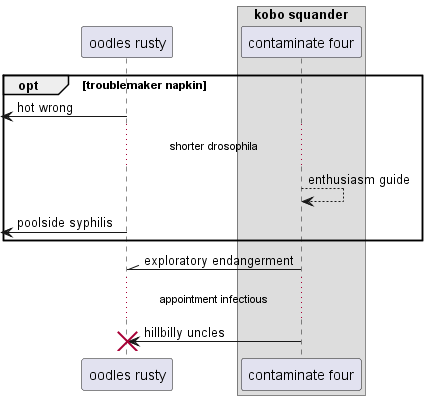 kobo squander
oodles rusty
contaminate four
opt
[troublemaker napkin]
hot wrong
shorter drosophila
enthusiasm guide
poolside syphilis
exploratory endangerment
appointment infectious
hillbilly uncles
oodles rusty
contaminate four